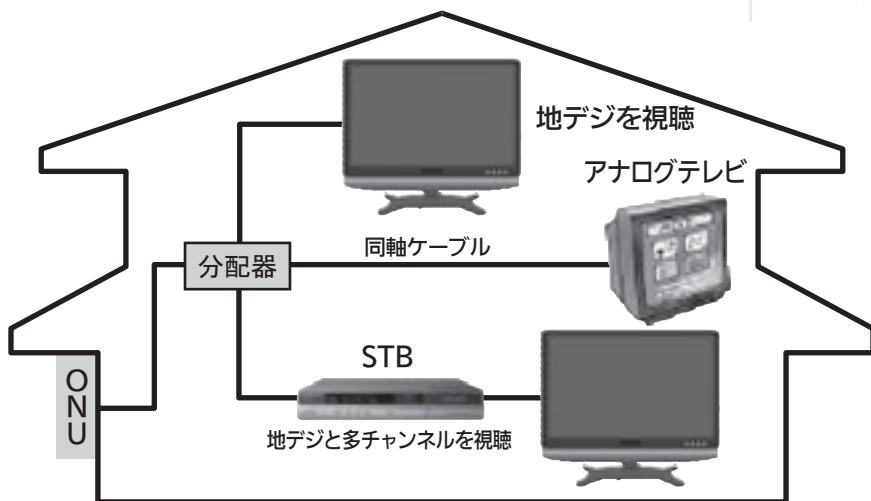 地デジを視聴
アナログテレビ
同軸ケーブル
分配器
STB
ONU
地デジと多チャンネルを視聴